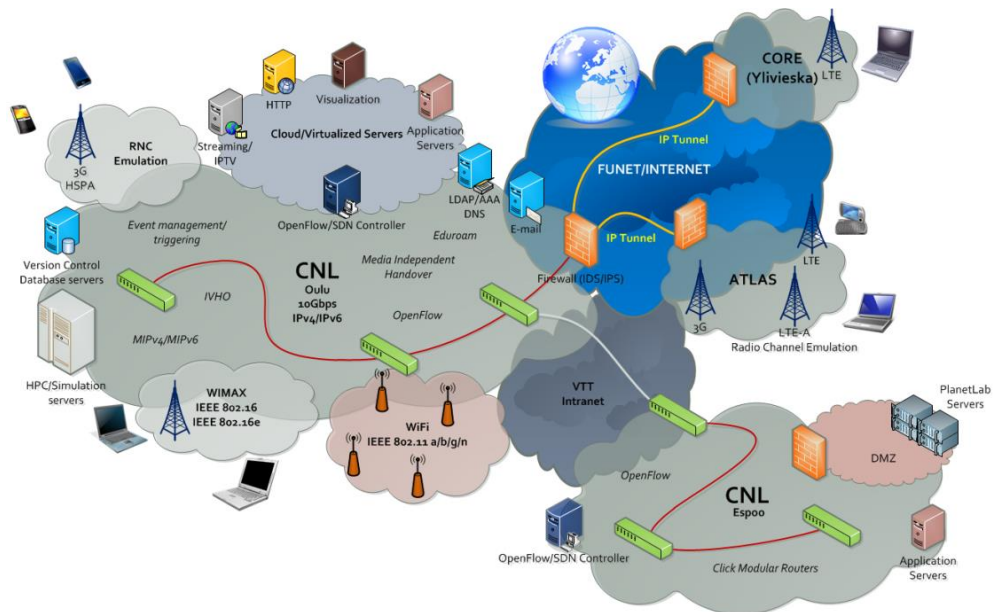 CORE
(Ylivieska)
LTE
HTTP
Visualization
Cloud/Virtualized Servers
Application
Servers
Streaming/
IPTV
RNC
Emulation
3G
HSPA
IP Tunnel
FUNET/INTERNET
LDAP/AAA
DNS
OpenFlow/SDN Controller
E-mail
Eduroam
Event management/
triggering
IP Tunnel
Version Control
Database servers
Media Independent
Handover
CNL
Oulu
10Gbps
IPv4/IPv6
Firewall (IDS/IPS)
LTE
ATLAS
3G
LTE-A
Radio Channel Emulation
IVHO
OpenFlow
MIPv4/MIPv6
HPC/Simulation
servers
WIMAX
IEEE 802.16
IEEE 802.16e
WiFi
IEEE 802.11 a/b/g/n
VTT
Intranet
PlanetLab
Servers
DMZ
OpenFlow
CNL
Espoo
OpenFlow/SDN Controller
Click Modular Routers
Application
Servers